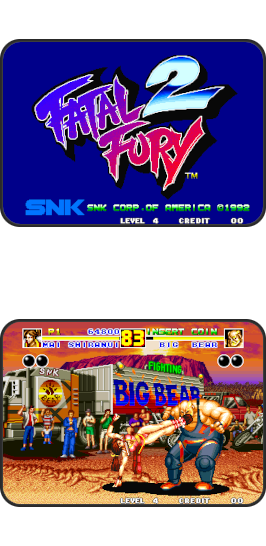 FATAL
2
FURY
TM
SNK SNK CORP. OF AMERICA ©1992
LEVEL 4 CREDIT 00
P1 64800 83 INSERT COIN
MAI SHIRANUI BIG BEAR
SNK
FIGHTING
BIG BEAR
LEVEL 4 CREDIT 00